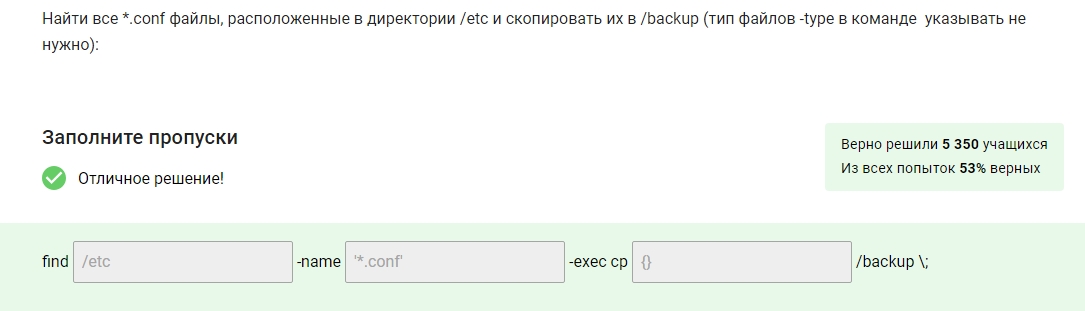 Найти все *.conf файлы, расположенные в директории /etc и скопировать их в /backup (тип файлов -type в команде  указывать не
нужно):
Заполните пропуски
Отличное решение!
Верно решили 5 350 учащихся
Из всех попыток 53% верных
find /etc -name '*.conf' -exec cp {} /backup \;